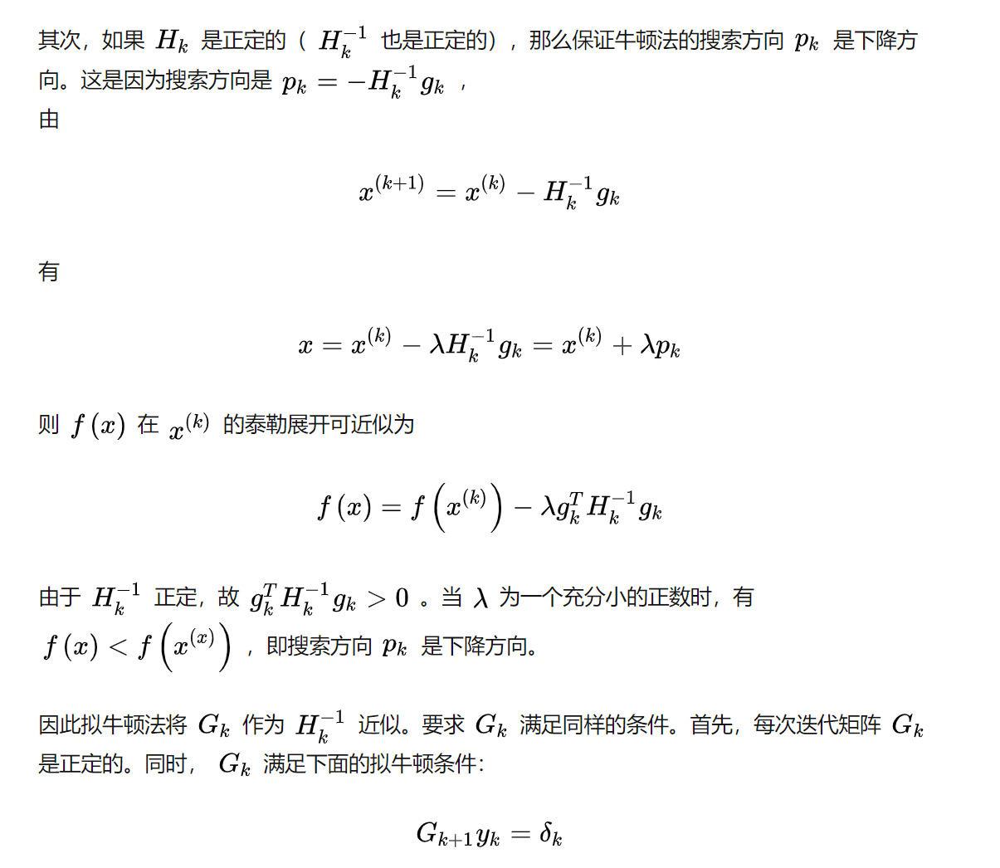 其次，如果 $H_k$ 是正定的（ $H_k^{-1}$ 也是正定的），那么保证牛顿法的搜索方向 $p_k$ 是下降方
向。这是因为搜索方向是 $p_k = -H_k^{-1} g_k$ ，
由
$x^{(k+1)} = x^{(k)} - H_k^{-1} g_k$
有
$x = x^{(k)} - \lambda H_k^{-1} g_k = x^{(k)} + \lambda p_k$
则 $f(x)$ 在 $x^{(k)}$ 的泰勒展开可近似为
$f(x) = f\left(x^{(k)}\right) - \lambda g_k^T H_k^{-1} g_k$
由于 $H_k^{-1}$ 正定，故 $g_k^T H_k^{-1} g_k > 0$ 。当 $\lambda$ 为一个充分小的正数时，有
$f(x) < f\left(x^{(x)}\right)$ ，即搜索方向 $p_k$ 是下降方向。
因此拟牛顿法将 $G_k$ 作为 $H_k^{-1}$ 近似。要求 $G_k$ 满足同样的条件。首先，每次迭代矩阵 $G_k$
是正定的。同时， $G_k$ 满足下面的拟牛顿条件：
$G_{k+1} y_k = \delta_k$